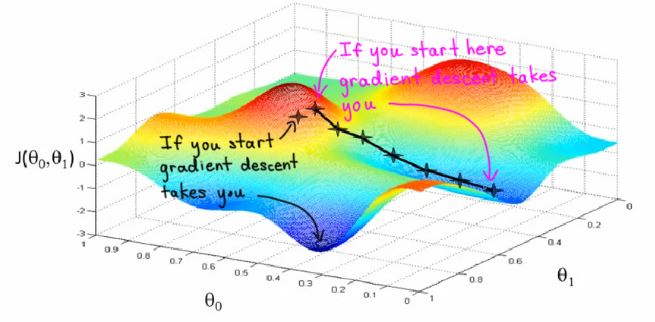 If you start here
gradient descent takes
you
If you start
gradient descent
takes you
J(θ₀,θ₁)
3
2
1
0
-1
-2
-3
1
0.9
0.8
0.7
0.6
0.5
0.4
0.3
0.2
0.1
0
θ₀
1
0.8
0.6
0.4
0.2
0
θ₁